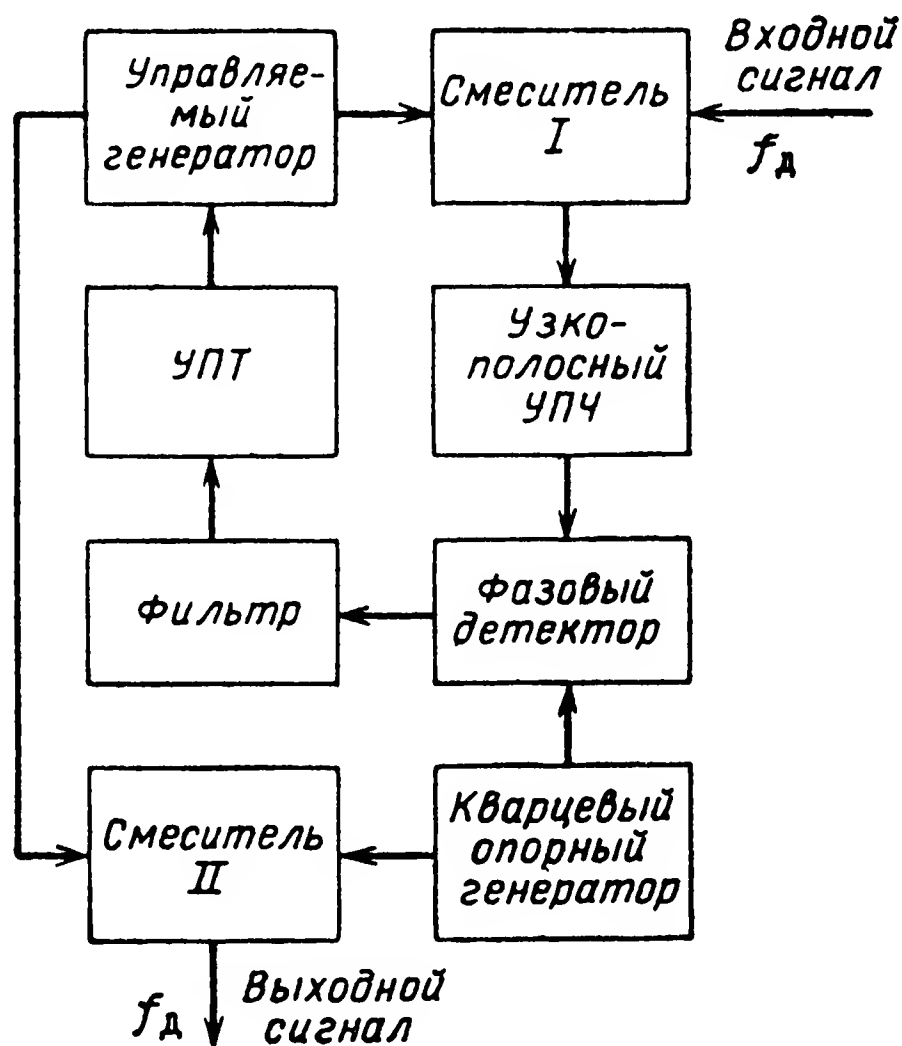 Управляе-
мый
генератор
Смеситель
I
Входной
сигнал
fд
УПТ
Узко-
полосный
УПЧ
Фильтр
Фазовый
детектор
Смеситель
II
Кварцевый
опорный
генератор
fд
Выходной
сигнал